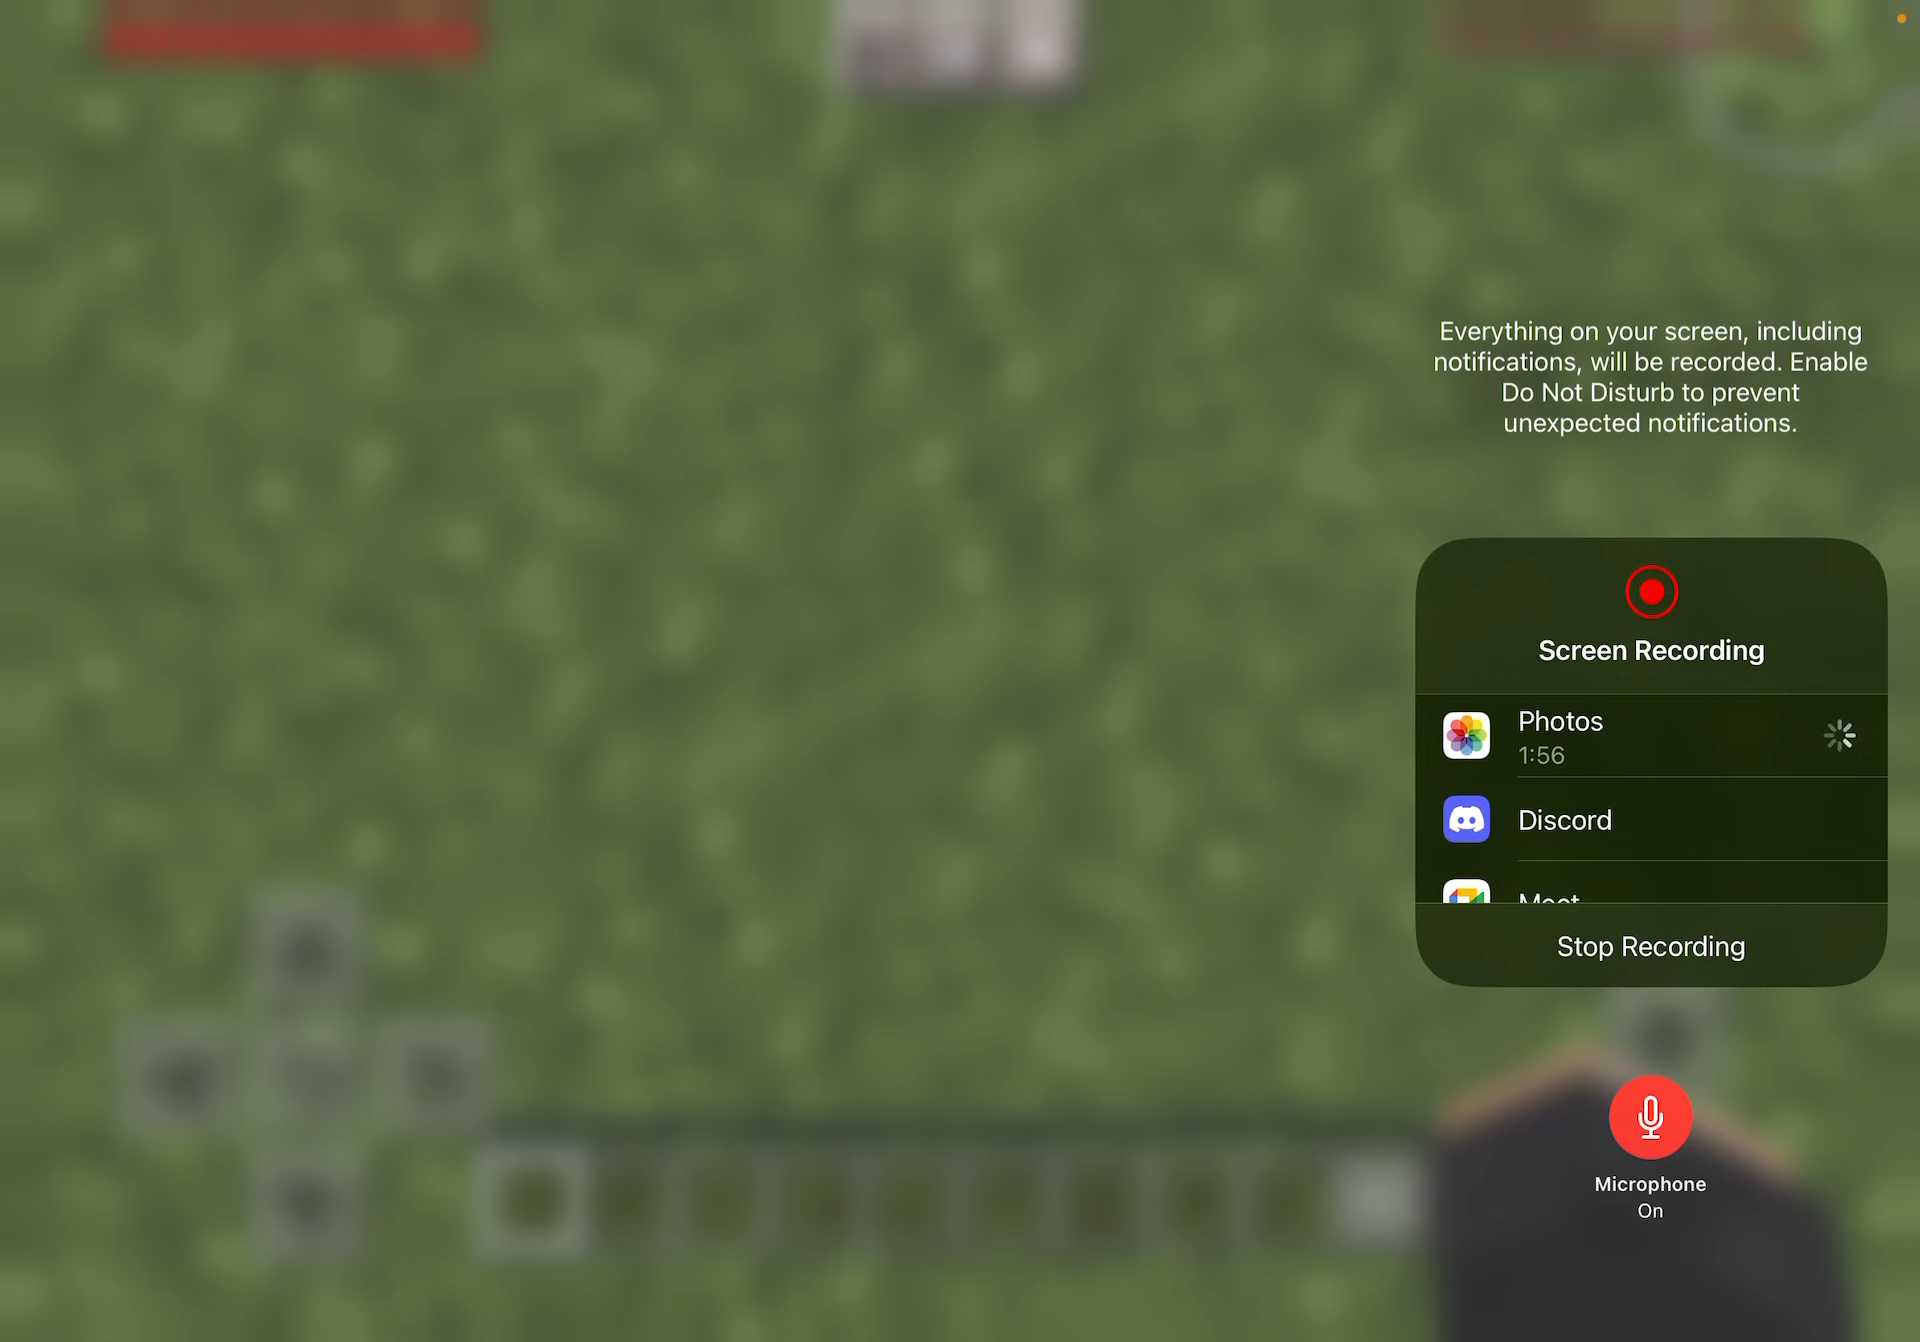 Everything on your screen, including
notifications, will be recorded. Enable
Do Not Disturb to prevent
unexpected notifications.
Screen Recording
Photos
1:56
Discord
Meet
Stop Recording
Microphone
On